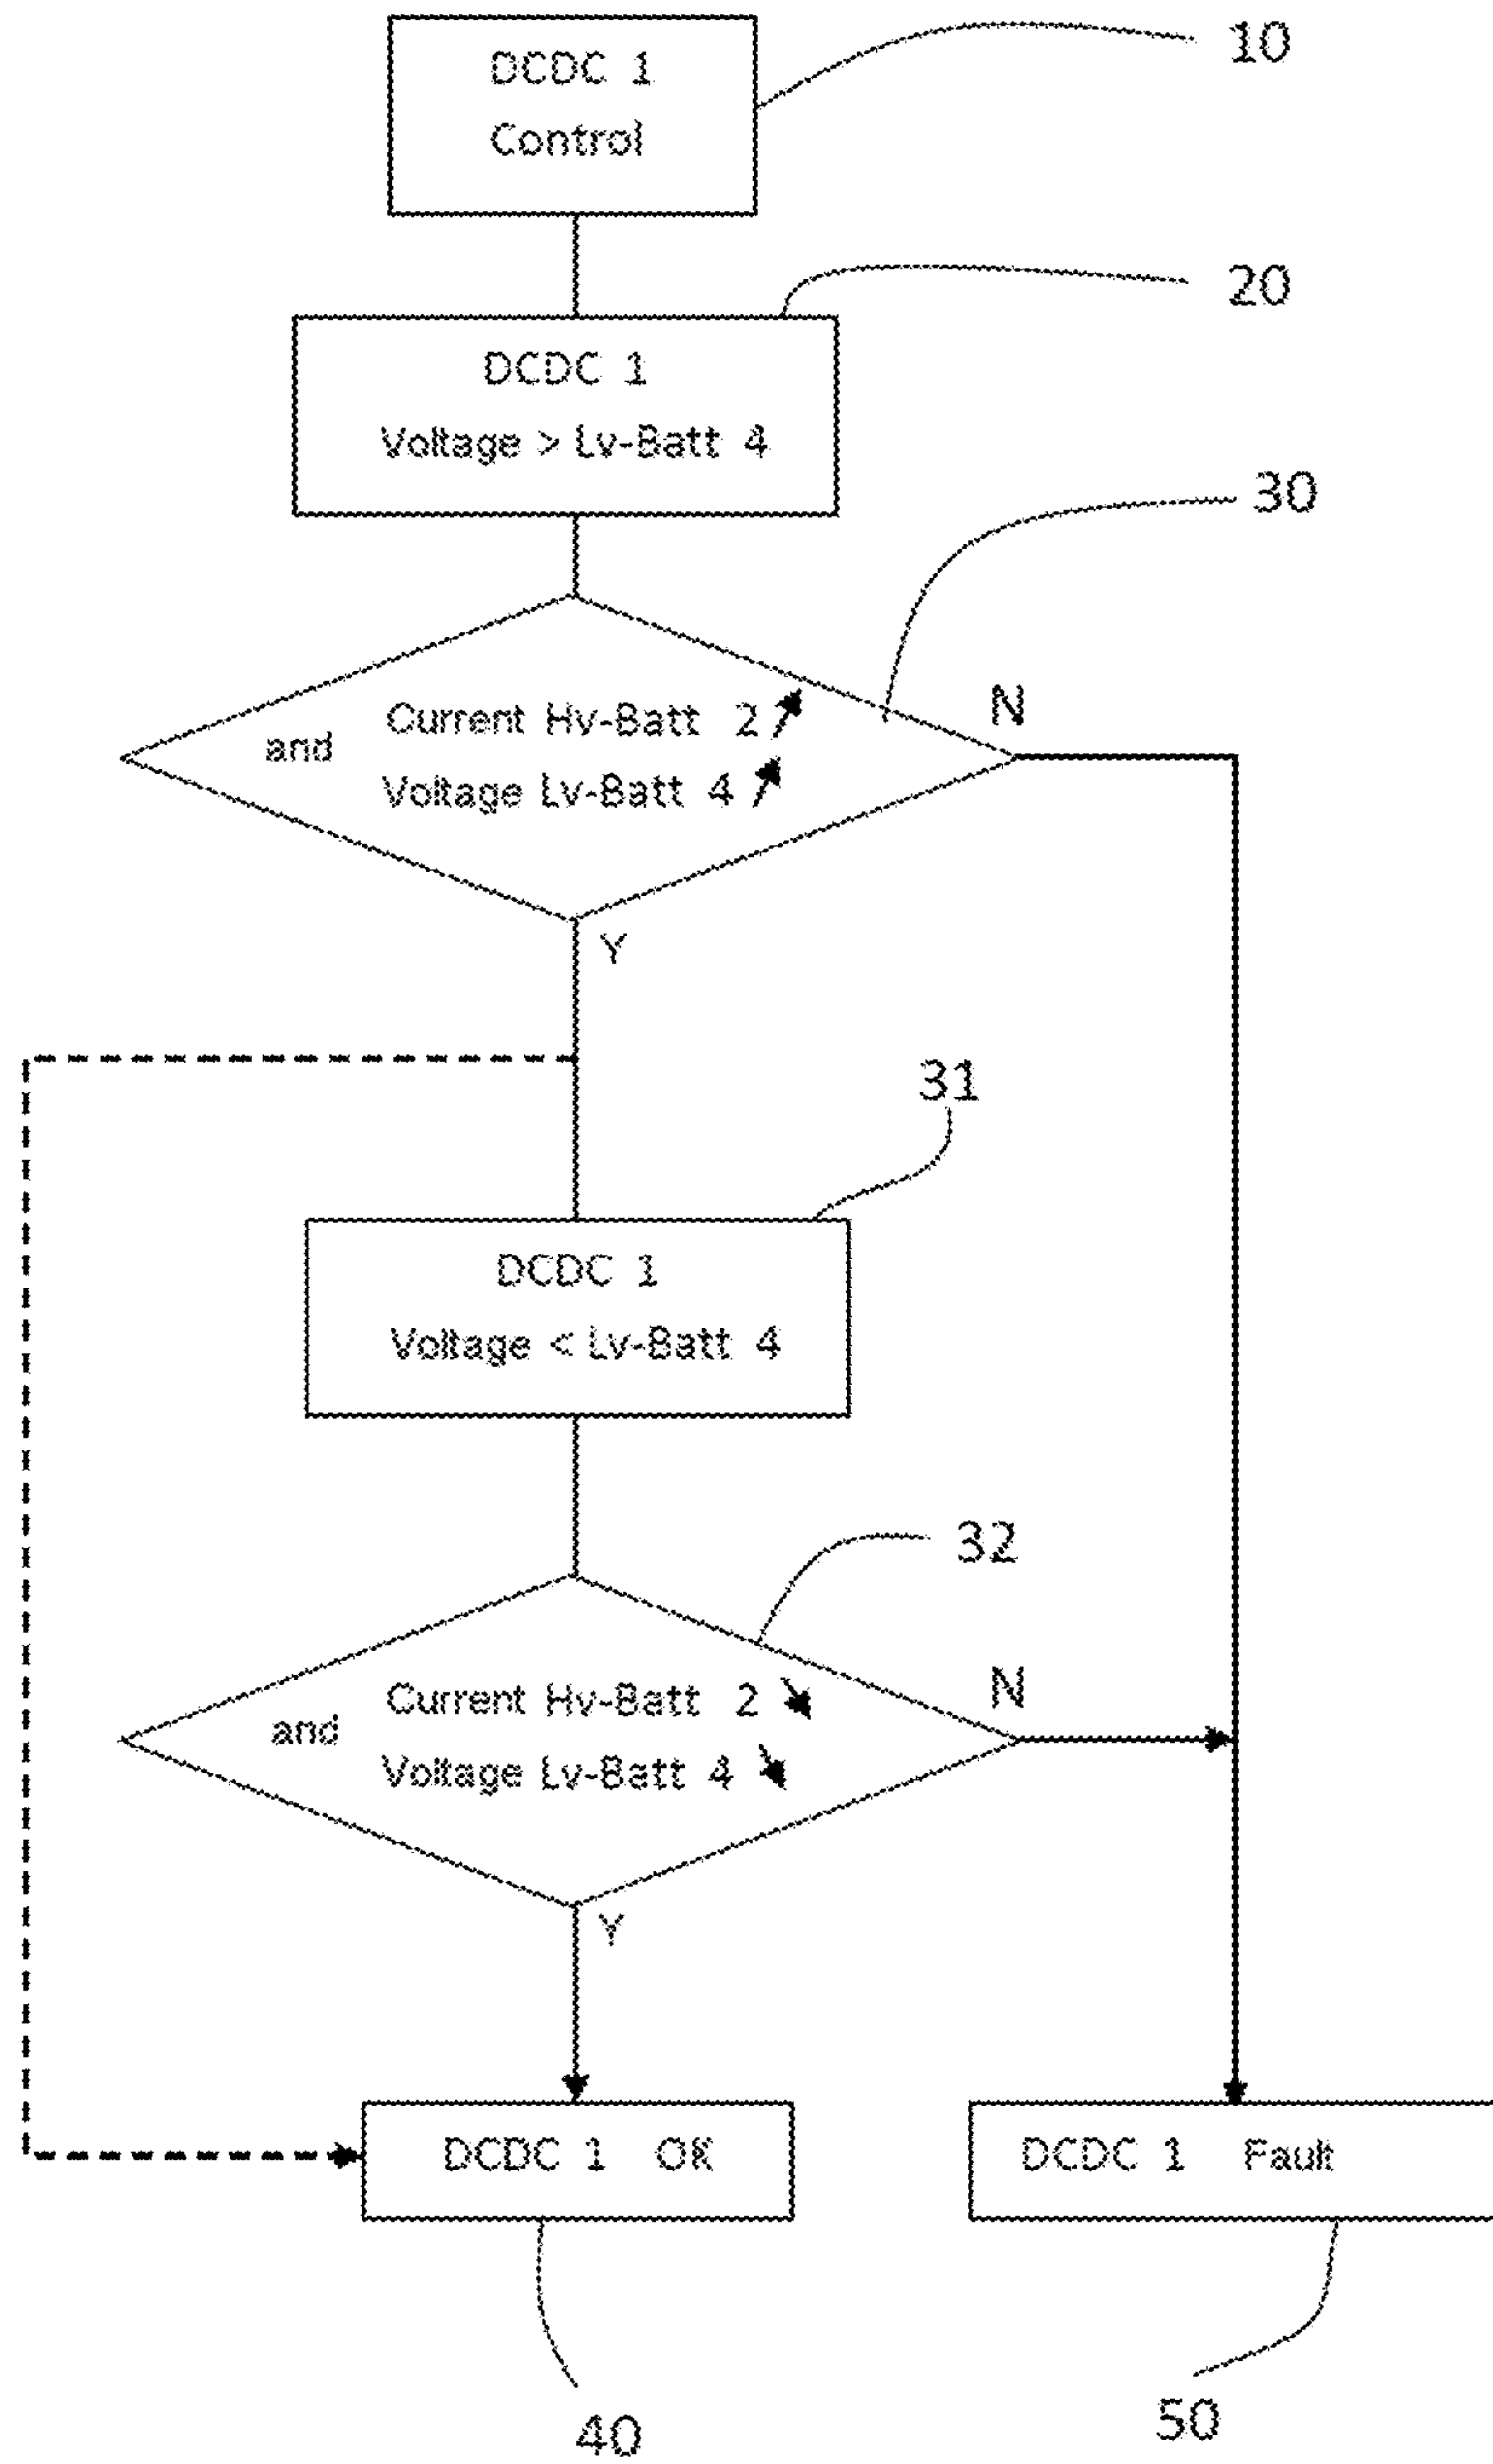 DCDC 1
Control
10
DCDC 1
Voltage > Lv-Batt 4
20
30
and
Current Hv-Batt 2
Voltage Lv-Batt 4
N
Y
31
DCDC 1
Voltage < Lv-Batt 4
32
and
Current Hv-Batt 2
Voltage Lv-Batt 4
N
Y
DCDC 1 OK
DCDC 1 Fault
40
50